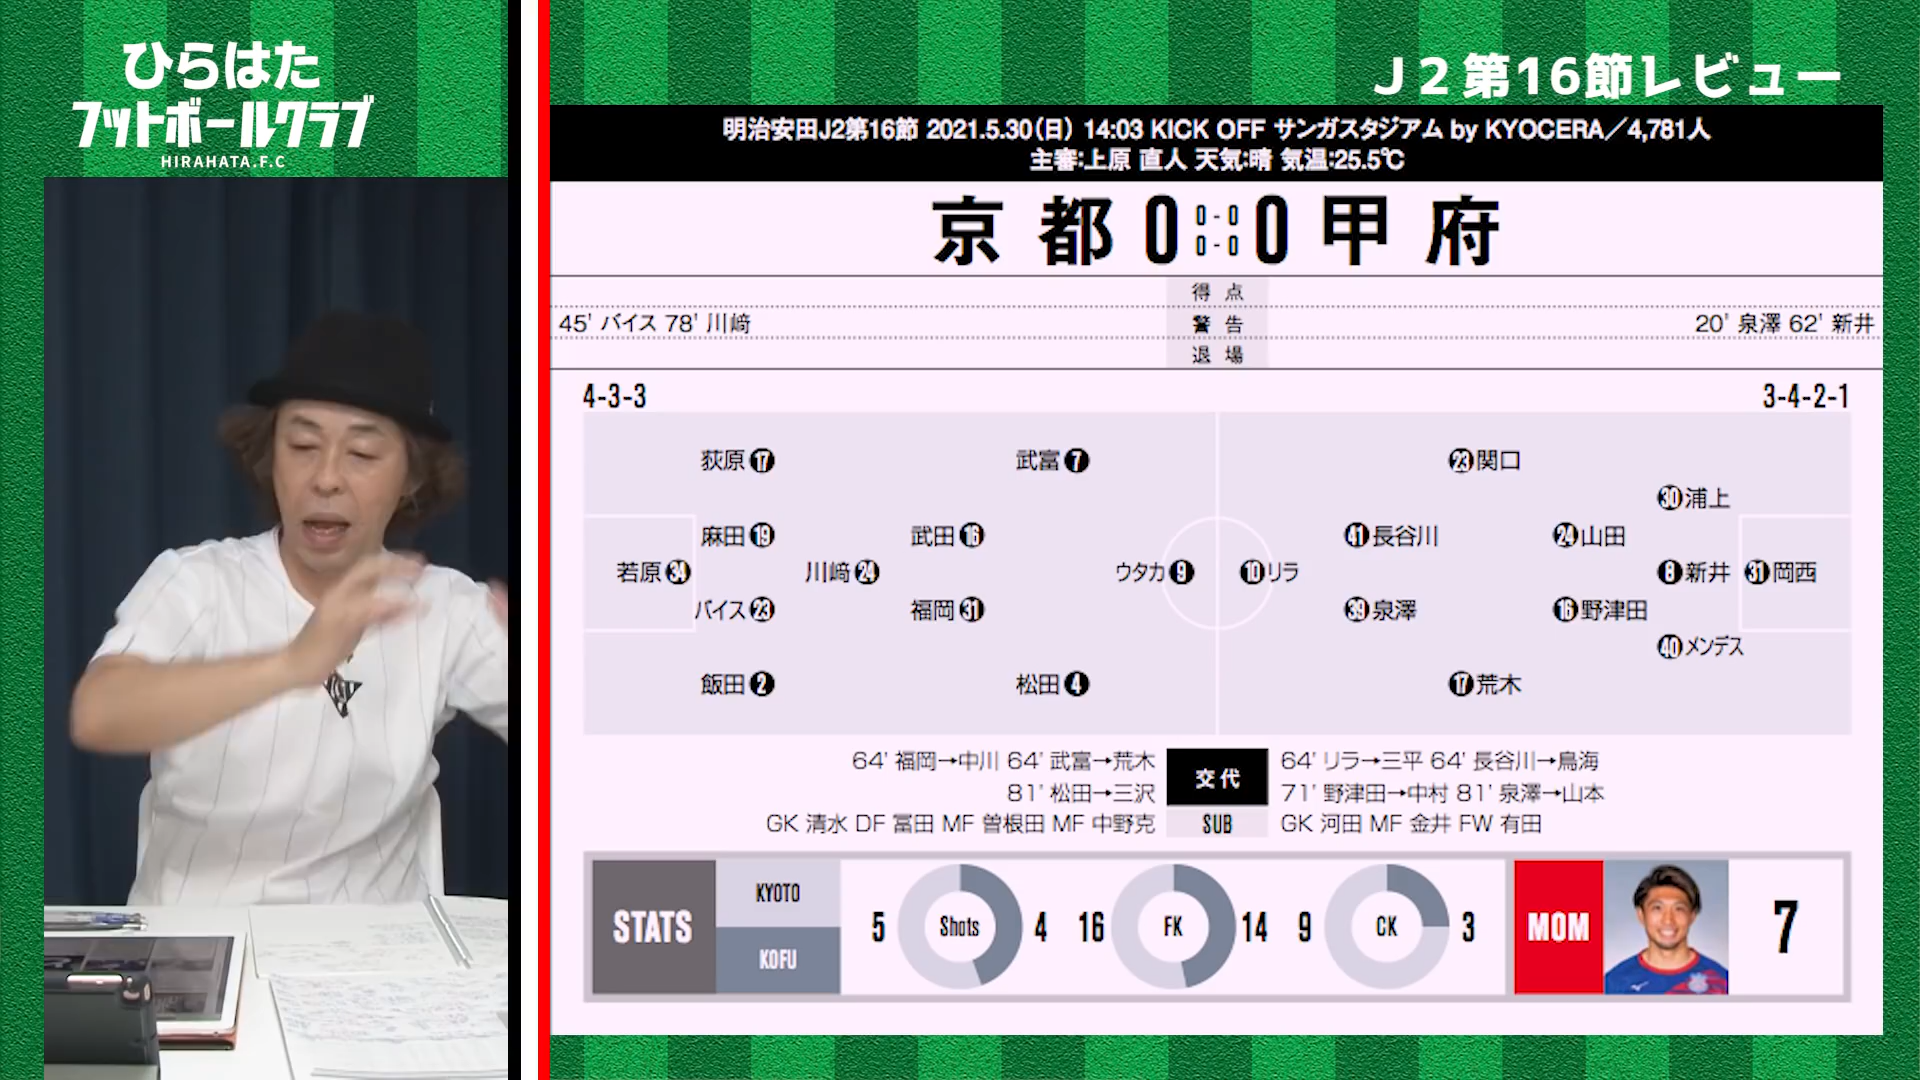 ひらはた
フットボールクラブ
HIRAHATA.F.C
J2第16節レビュー
明治安田J2第16節 2021.5.30(日) 14:03 KICK OFF サンガスタジアム by KYOCERA/4,781人
主審:上原 直人 天気:晴 気温:25.5℃
京都 0 0-0 0 甲府
0-0
得点
45' バイス 78' 川﨑 警告 20' 泉澤 62' 新井
退場
4-3-3 3-4-2-1
荻原 17 武富 7 23 関口
30 浦上
麻田 19 武田 16 41 長谷川 24 山田
若原 34 川﨑 24 ウタカ 9 10 リラ 8 新井 31 岡西
バイス 23 福岡 31 39 泉澤 16 野津田
40 メンデス
飯田 2 松田 4 17 荒木
64' 福岡→中川 64' 武富→荒木 交代 64' リラ→三平 64' 長谷川→鳥海
81' 松田→三沢 71' 野津田→中村 81' 泉澤→山本
GK 清水 DF 冨田 MF 曽根田 MF 中野克 SUB GK 河田 MF 金井 FW 有田
STATS KYOTO 5 Shots 4 16 FK 14 9 CK 3 MOM 7
KOFU